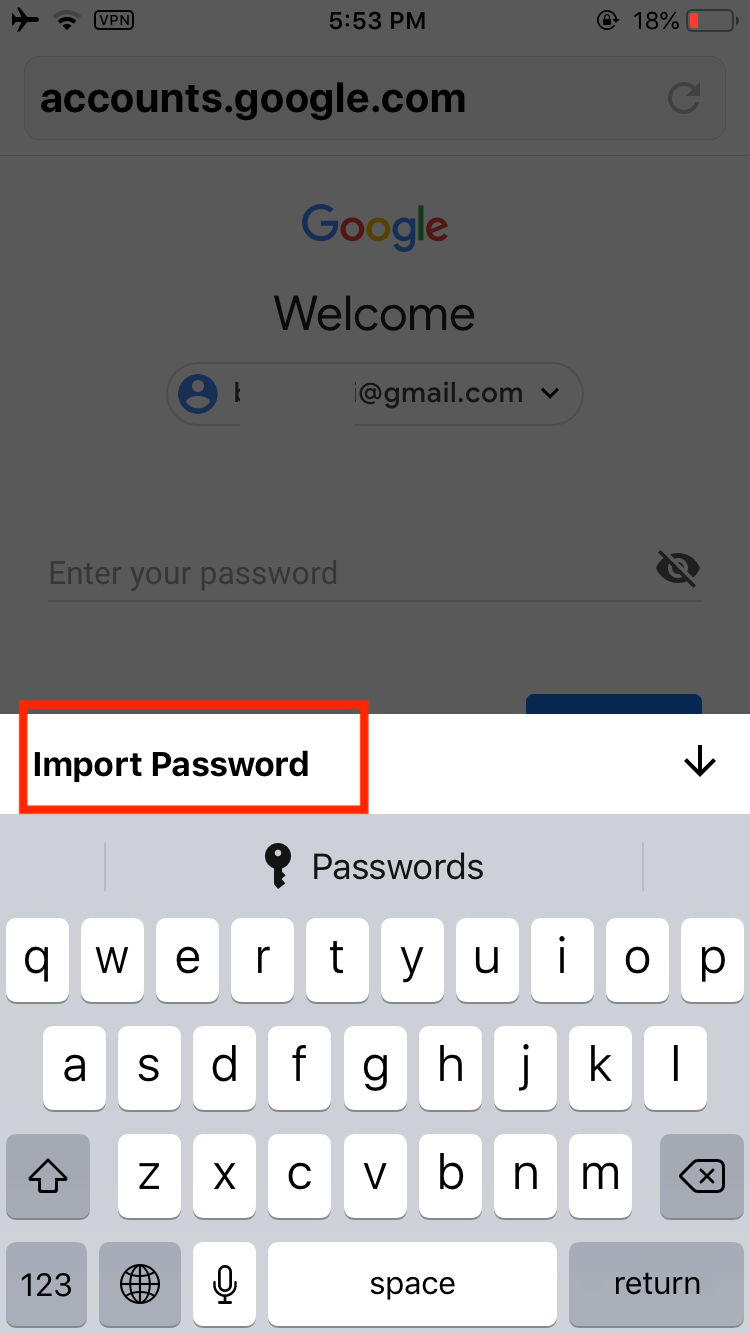 VPN 5:53 PM 18%
accounts.google.com
Google
Welcome
i@gmail.com
Enter your password
Import Password
Passwords
q w e r t y u i o p
a s d f g h j k l
z x c v b n m
123 space return